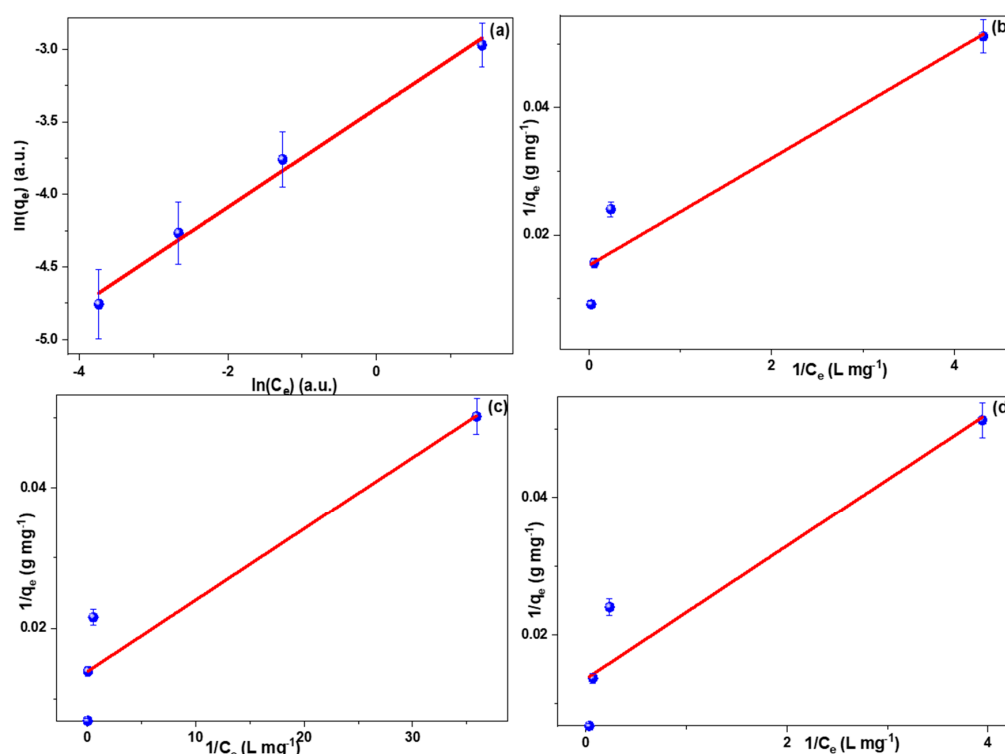 (a)
-3.0
-3.5
-4.0
-4.5
-5.0
ln(qₑ) (a.u.)
-4
-2
0
ln(Cₑ) (a.u.)
(b)
0.04
0.02
1/qₑ (g mg⁻¹)
0
2
4
1/Cₑ (L mg⁻¹)
(c)
0.04
0.02
1/qₑ (g mg⁻¹)
0
10
20
30
1/Cₑ (L mg⁻¹)
(d
0.04
0.02
1/qₑ (g mg⁻¹)
0
2
4
1/Cₑ (L mg⁻¹)